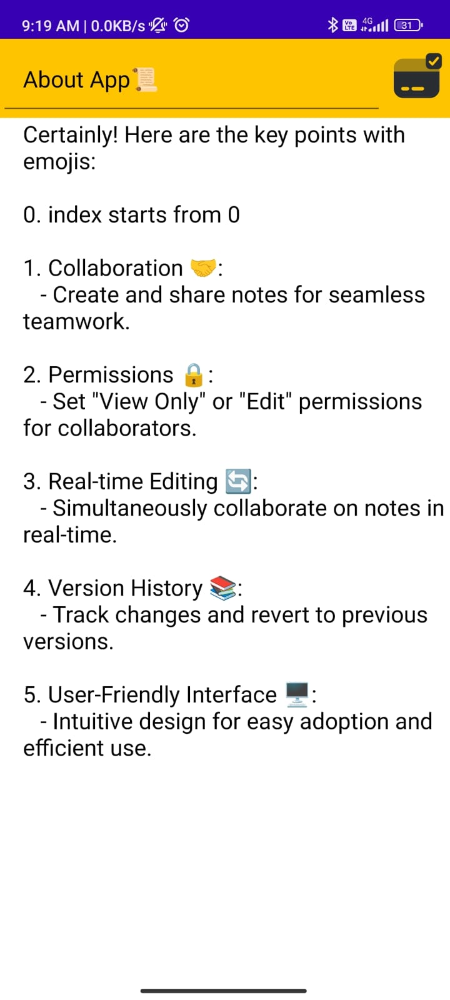 9:19 AM | 0.0KB/s
Vo
LTE
4G
31
About App📜
Certainly! Here are the key points with
emojis:
0. index starts from 0
1. Collaboration 🤝:
- Create and share notes for seamless
teamwork.
2. Permissions 🔒:
- Set "View Only" or "Edit" permissions
for collaborators.
3. Real-time Editing 🔄:
- Simultaneously collaborate on notes in
real-time.
4. Version History 📚:
- Track changes and revert to previous
versions.
5. User-Friendly Interface 🖥️:
- Intuitive design for easy adoption and
efficient use.